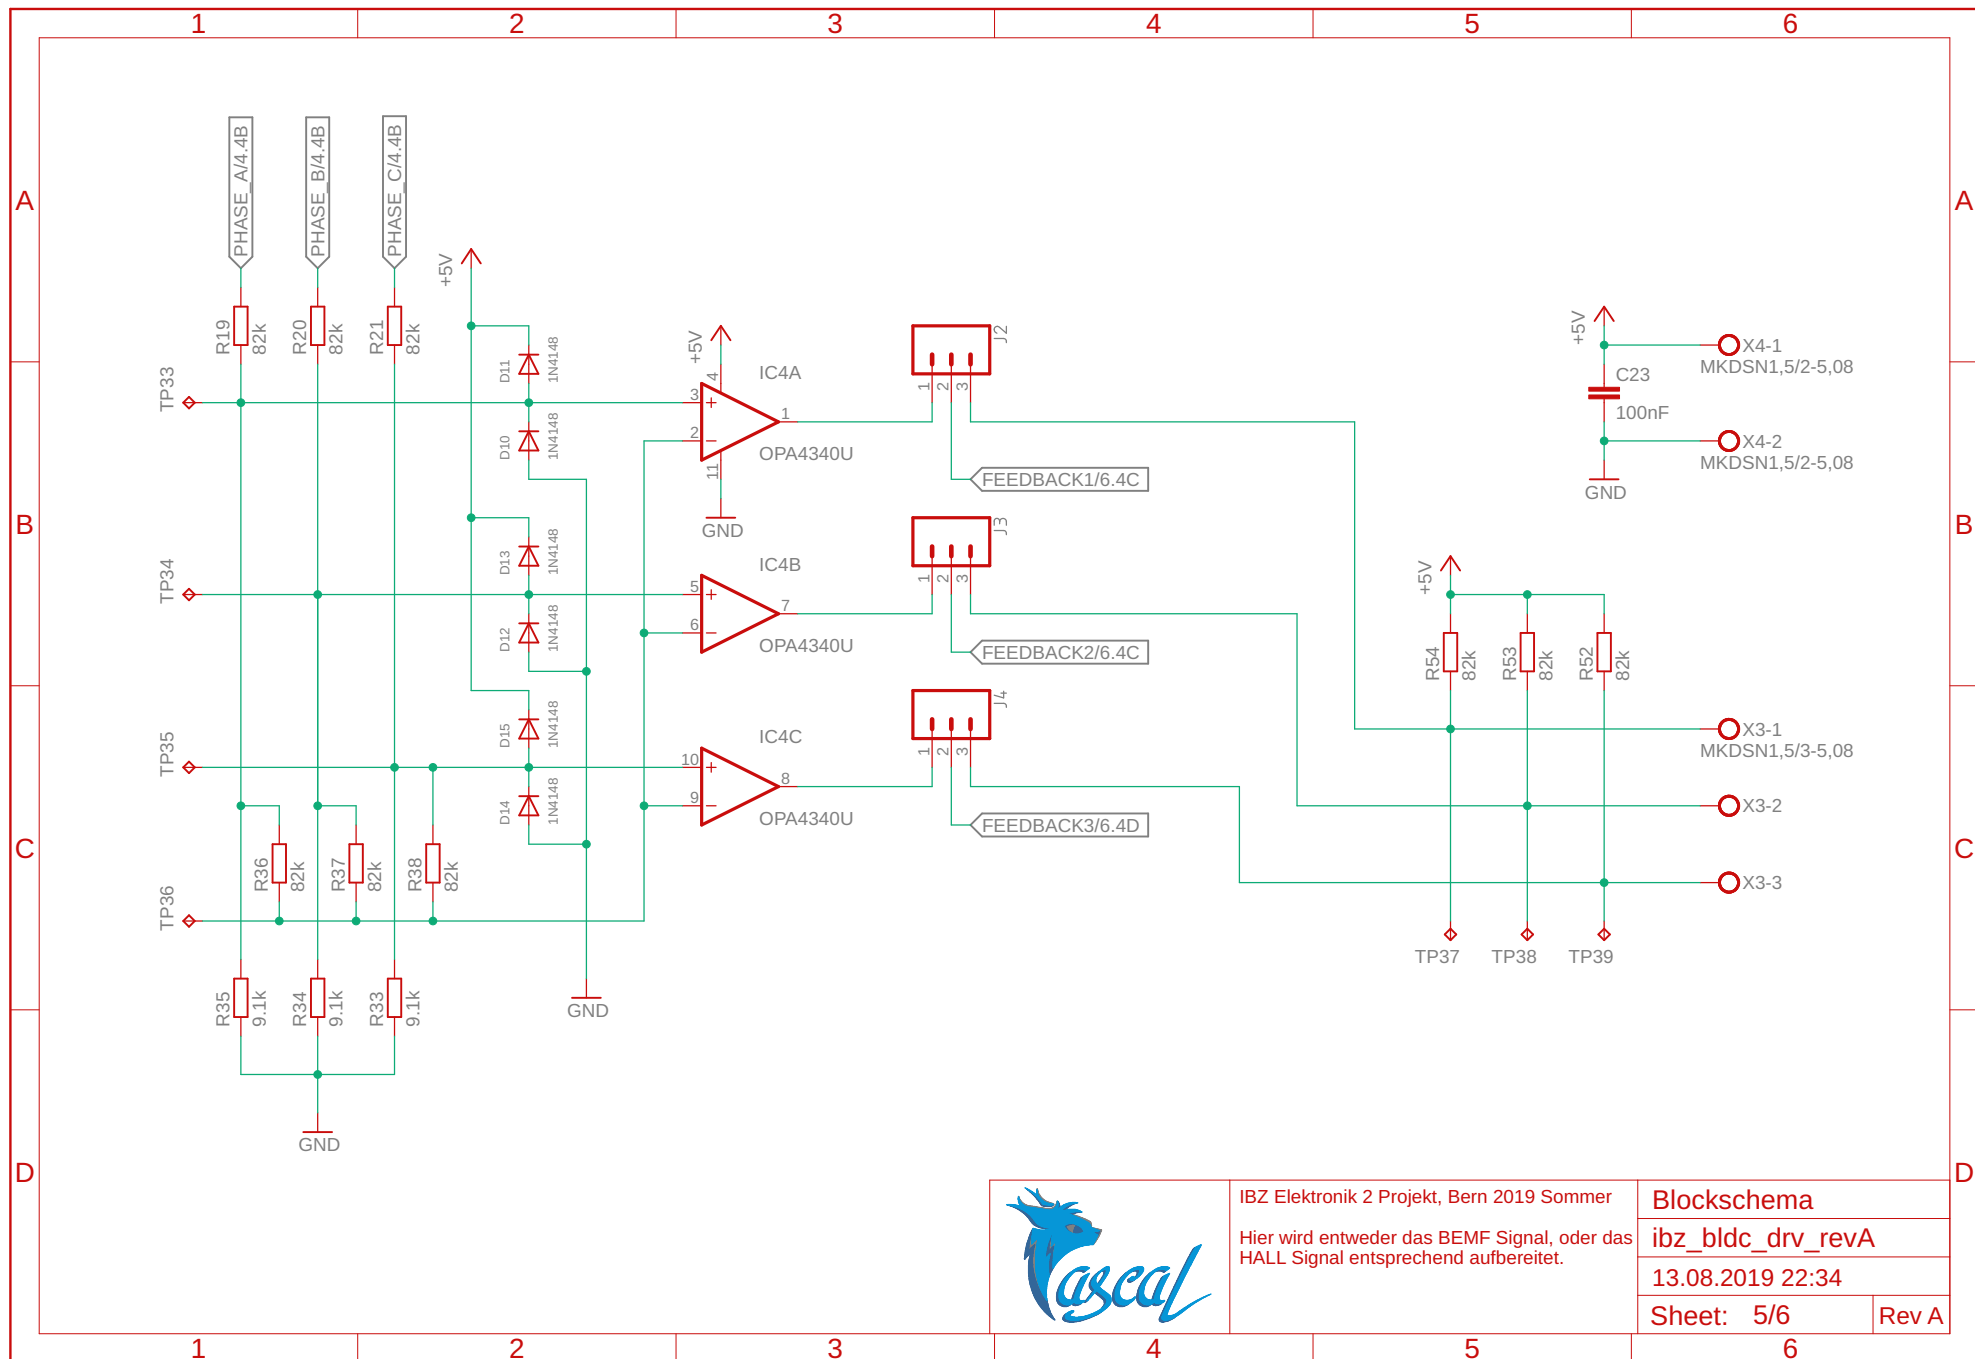 1 2 3 4 5 6
A A
B B
C C
D D
PHASE_A/4.4B
PHASE_B/4.4B
PHASE_C/4.4B
R19 82k
R20 82k
R21 82k
+5V
TP33
TP34
TP35
TP36
D11 1N4148
D10 1N4148
D13 1N4148
D12 1N4148
D15 1N4148
D14 1N4148
R36 82k
R37 82k
R38 82k
R35 9.1k
R34 9.1k
R33 9.1k
GND
GND
+5V
IC4A
3 + 4 1
2 − 11
OPA4340U
GND
IC4B
5 + 7
6 −
OPA4340U
IC4C
10 + 8
9 −
OPA4340U
J2
1 2 3
FEEDBACK1/6.4C
J3
1 2 3
FEEDBACK2/6.4C
J4
1 2 3
FEEDBACK3/6.4D
+5V
C23
100nF
GND
X4-1
MKDSN1,5/2-5,08
X4-2
MKDSN1,5/2-5,08
+5V
R54 82k
R53 82k
R52 82k
X3-1
MKDSN1,5/3-5,08
X3-2
X3-3
TP37 TP38 TP39
ascal
IBZ Elektronik 2 Projekt, Bern 2019 Sommer
Hier wird entweder das BEMF Signal, oder das
HALL Signal entsprechend aufbereitet.
Blockschema
ibz_bldc_drv_revA
13.08.2019 22:34
Sheet: 5/6 Rev A
1 2 3 4 5 6